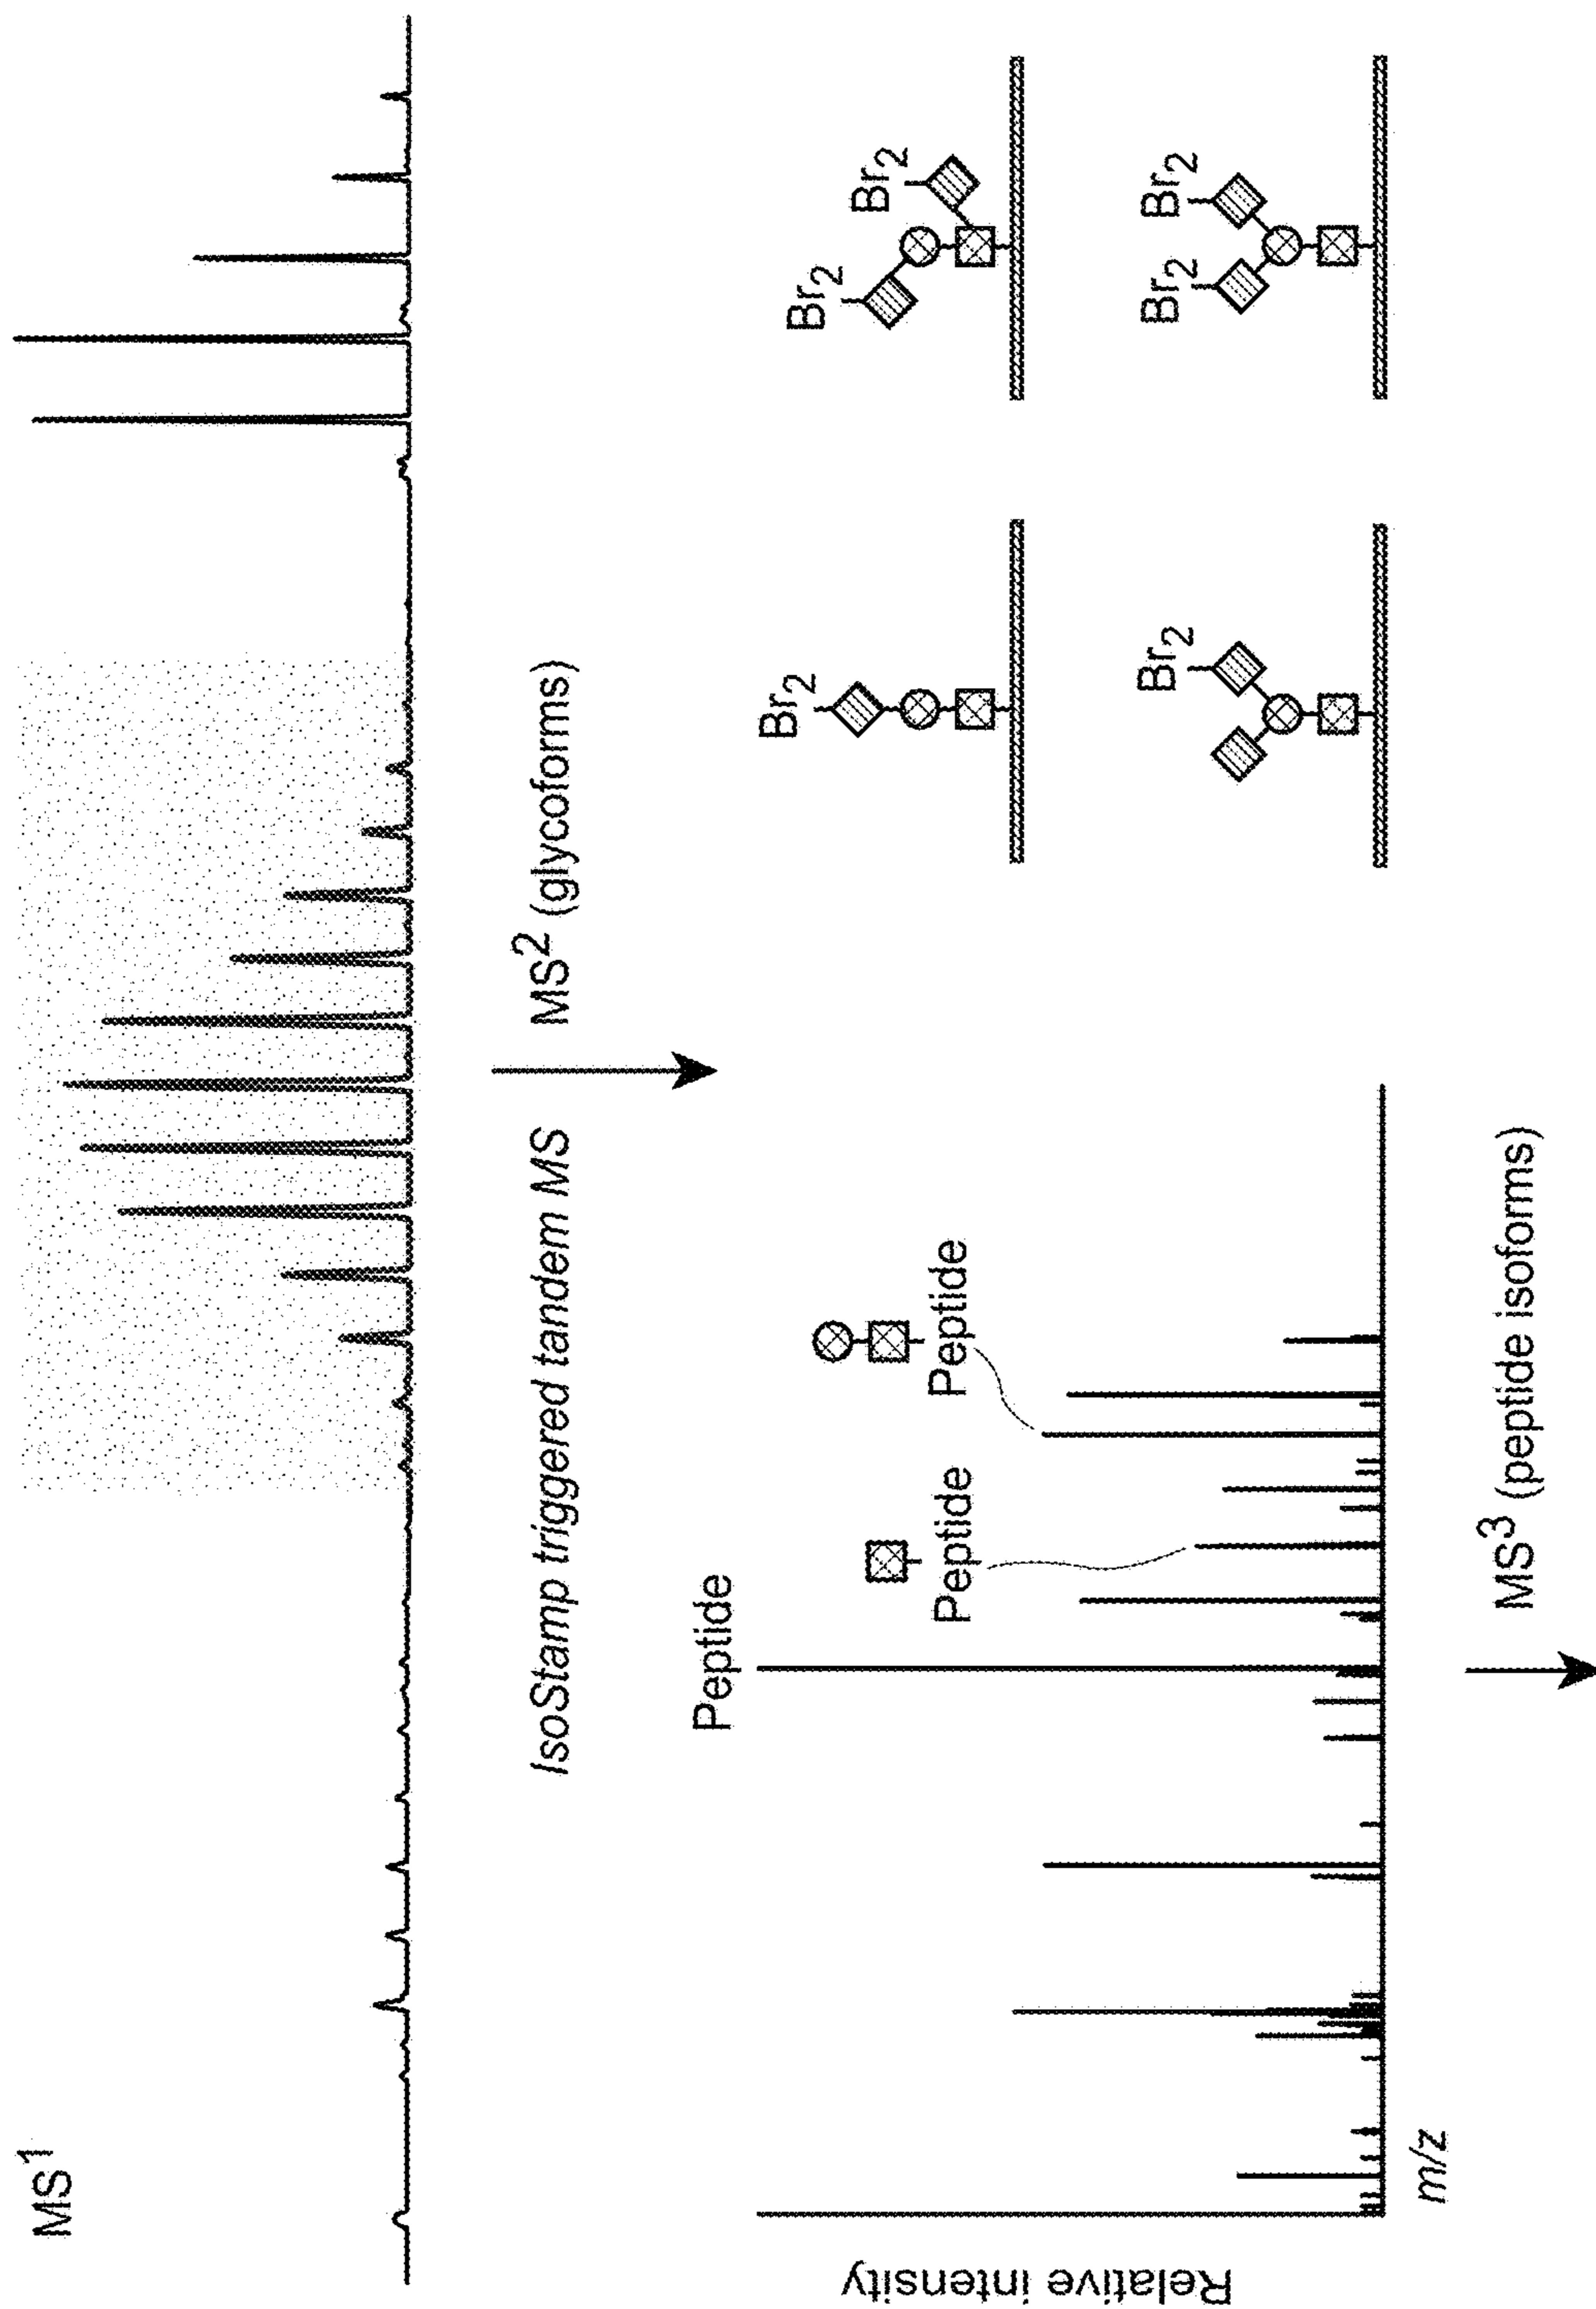 MS1
IsoStamp triggered tandem MS
MS2 (glycoforms)
Peptide
Peptide
Peptide
Br2
Br2
Br2
Br2
Br2
Br2
Relative intensity
m/z
MS3 (peptide isoforms)